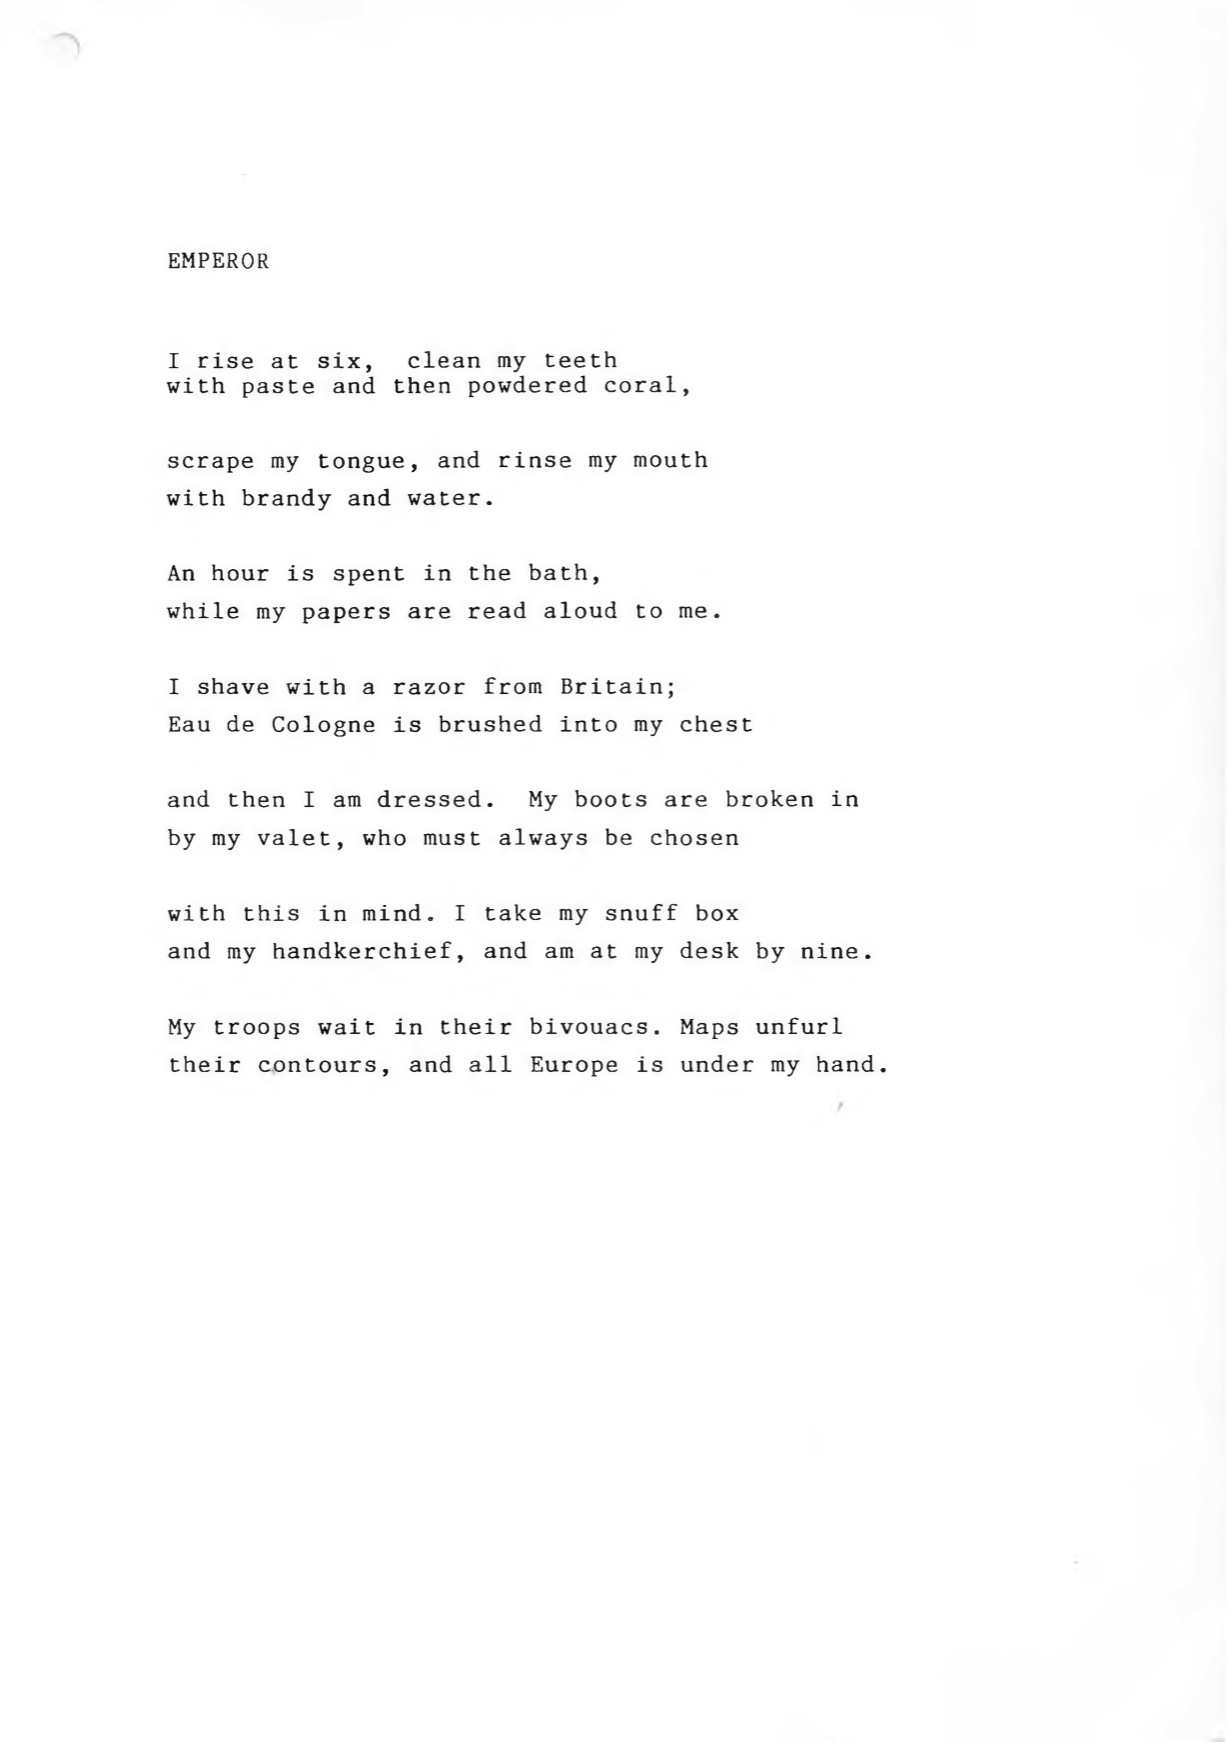 EMPEROR
I rise at six,  clean my teeth
with paste and then powdered coral,
scrape my tongue, and rinse my mouth
with brandy and water.
An hour is spent in the bath,
while my papers are read aloud to me.
I shave with a razor from Britain;
Eau de Cologne is brushed into my chest
and then I am dressed.  My boots are broken in
by my valet, who must always be chosen
with this in mind. I take my snuff box
and my handkerchief, and am at my desk by nine.
My troops wait in their bivouacs. Maps unfurl
their contours, and all Europe is under my hand.